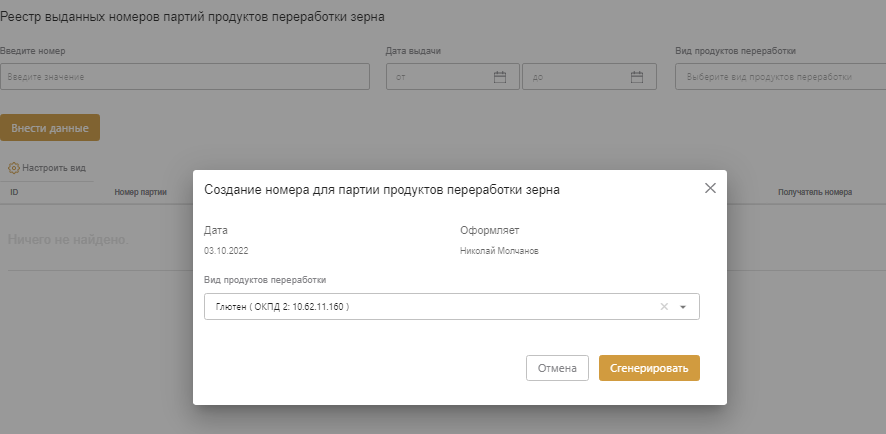 Реестр выданных номеров партий продуктов переработки зерна
Введите номер
Дата выдачи
Вид продуктов переработки
Введите значение
от
до
Выберите вид продуктов переработки
Внести данные
Настроить вид
ID
Номер партии
Получатель номера
Ничего не найдено.
Создание номера для партии продуктов переработки зерна
Дата
Оформляет
03.10.2022
Николай Молчанов
Вид продуктов переработки
Глютен ( ОКПД 2: 10.62.11.160 )
Отмена
Сгенерировать